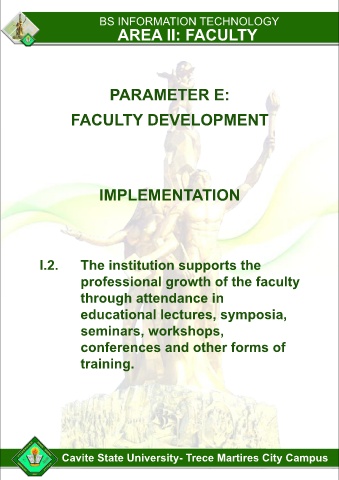 BS INFORMATION TECHNOLOGY
AREA II: FACULTY
PARAMETER E:
FACULTY DEVELOPMENT
IMPLEMENTATION
I.2. The institution supports the
professional growth of the faculty
through attendance in
educational lectures, symposia,
seminars, workshops,
conferences and other forms of
training.
Cavite State University- Trece Martires City Campus